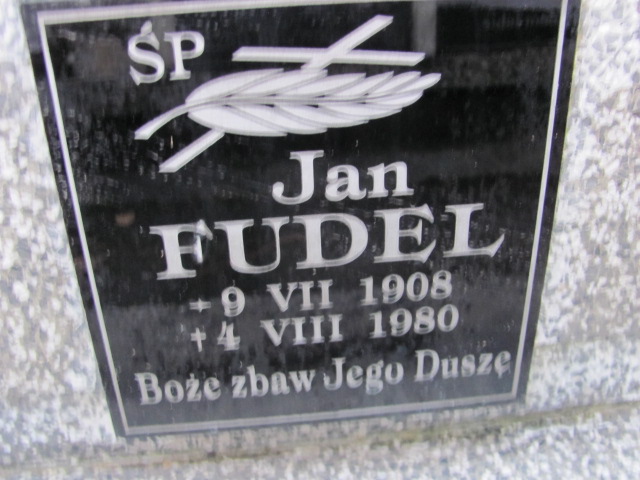 ŚP
Jan
FUDEL
* 9 VII 1908
+ 4 VIII 1980
Boże zbaw Jego Duszę